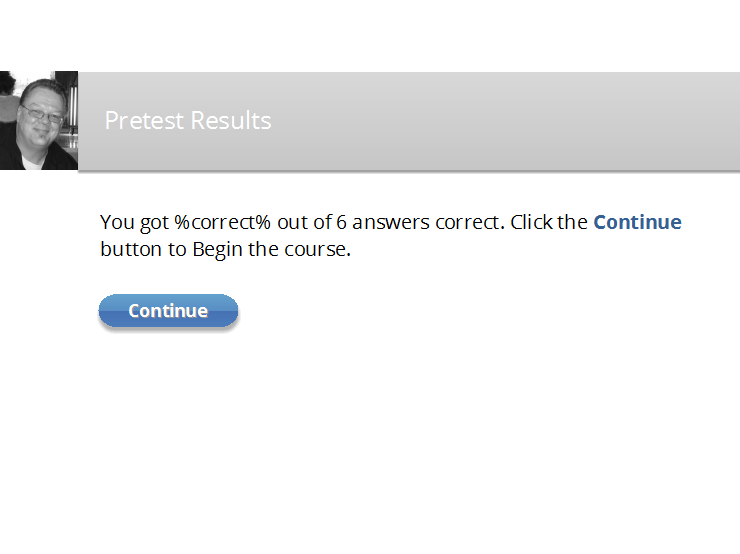 Pretest Results
You got %correct% out of 6 answers correct. Click the Continue
button to Begin the course.
Continue